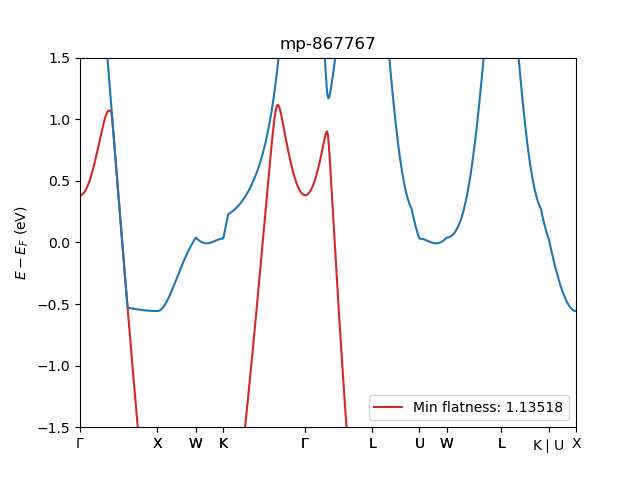 mp-867767
E − E_F (eV)
1.5
1.0
0.5
0.0
−0.5
−1.0
−1.5
Min flatness: 1.13518
Γ X W K Γ L U W L K | U X